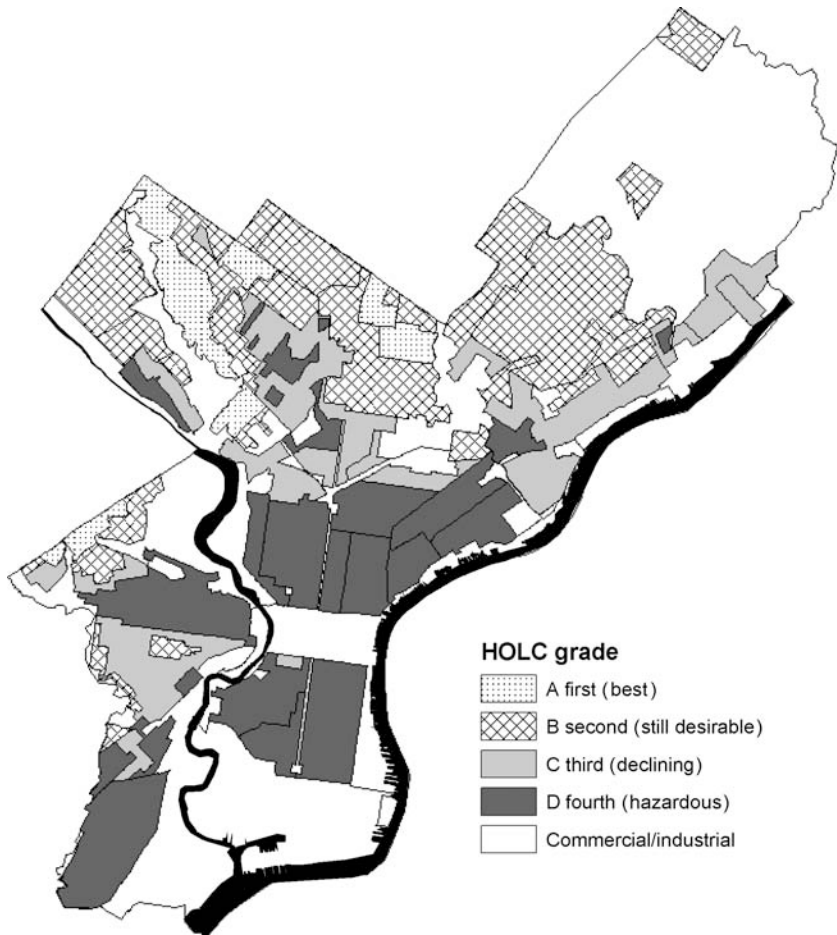 HOLC grade
A first (best)
B second (still desirable)
C third (declining)
D fourth (hazardous)
Commercial/industrial